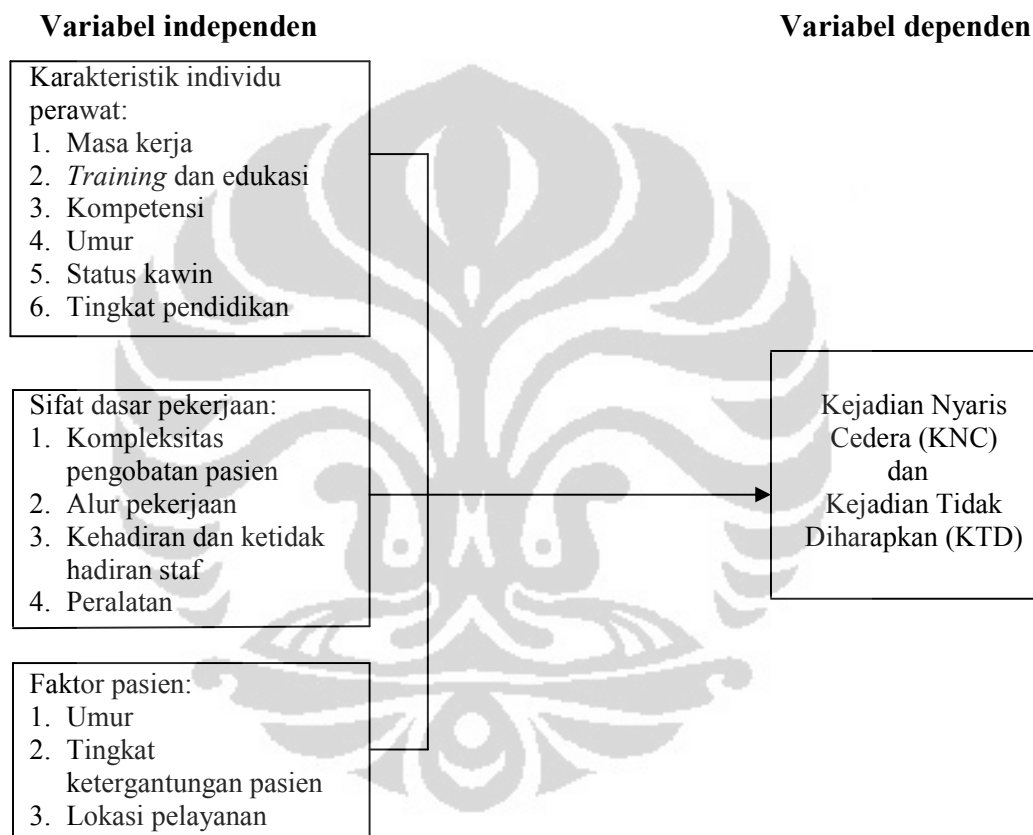 Variabel independen
Variabel dependen
Karakteristik individu
perawat:
1. Masa kerja
2. Training dan edukasi
3. Kompetensi
4. Umur
5. Status kawin
6. Tingkat pendidikan
Sifat dasar pekerjaan:
1. Kompleksitas
pengobatan pasien
2. Alur pekerjaan
3. Kehadiran dan ketidak
hadiran staf
4. Peralatan
Faktor pasien:
1. Umur
2. Tingkat
ketergantungan pasien
3. Lokasi pelayanan
Kejadian Nyaris
Cedera (KNC)
dan
Kejadian Tidak
Diharapkan (KTD)